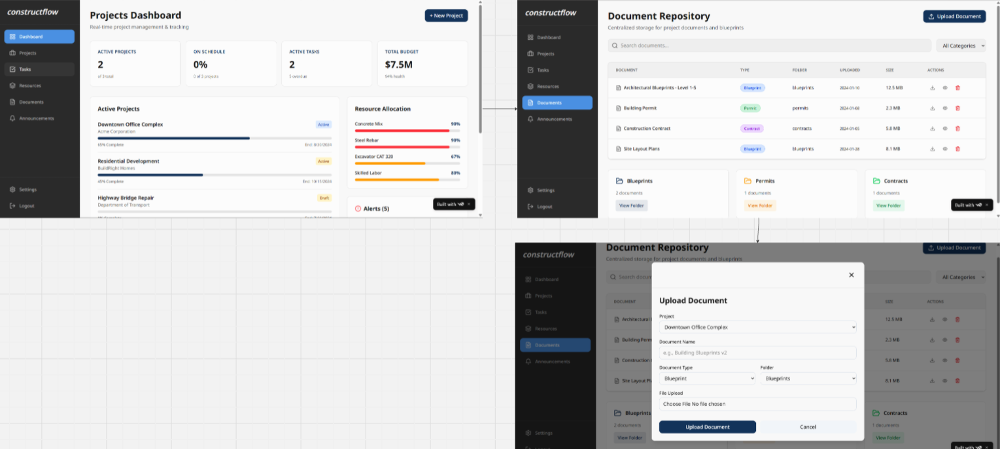 constructflow
Dashboard
Projects
Tasks
Resources
Documents
Announcements
Settings
Logout
Projects Dashboard
Real-time project management & tracking
+ New Project
ACTIVE PROJECTS
2
of 3 total
ON SCHEDULE
0%
0 of 3 projects
ACTIVE TASKS
2
5 overdue
TOTAL BUDGET
$7.5M
94% health
Active Projects
Downtown Office Complex
Active
Acme Corporation
65% Complete
End: 8/30/2024
Residential Development
Active
BuildRight Homes
45% Complete
End: 10/15/2024
Highway Bridge Repair
Draft
Department of Transport
Resource Allocation
Concrete Mix 90%
Steel Rebar 90%
Excavator CAT 320 67%
Skilled Labor 80%
Alerts (5)
Built with v0 ×
constructflow
Dashboard
Projects
Tasks
Resources
Documents
Announcements
Settings
Logout
Document Repository
Centralized storage for project documents and blueprints
Upload Document
Search documents...
All Categories
DOCUMENT TYPE FOLDER UPLOADED SIZE ACTIONS
Architectural Blueprints - Level 1-5 Blueprint blueprints 12.5 MB
Building Permit Permit permits 2.3 MB
Construction Contract Contract contracts 2024-01-05 5.8 MB
Site Layout Plans Blueprint blueprints 8.1 MB
Blueprints
2 documents
View Folder
Permits
1 documents
View Folder
Contracts
1 documents
View Folder
Built with v0 ×
constructflow
Dashboard
Projects
Tasks
Resources
Documents
Announcements
Settings
Document Repository
Centralized storage for project documents and blueprints
Upload Document
Search docum
All Categories
DOCUMENT SIZE ACTIONS
Architectural 12.5 MB
Building Perm 2.3 MB
Construction 5.8 MB
Site Layout Pl 8.1 MB
Blueprints
2 documents
View Folder
Contracts
1 documents
View Folder
Built with v0 ×
×
Upload Document
Project
Downtown Office Complex
Document Name
e.g., Building Blueprints v2
Document Type
Blueprint
Folder
Blueprints
File Upload
Choose File No file chosen
Upload Document
Cancel